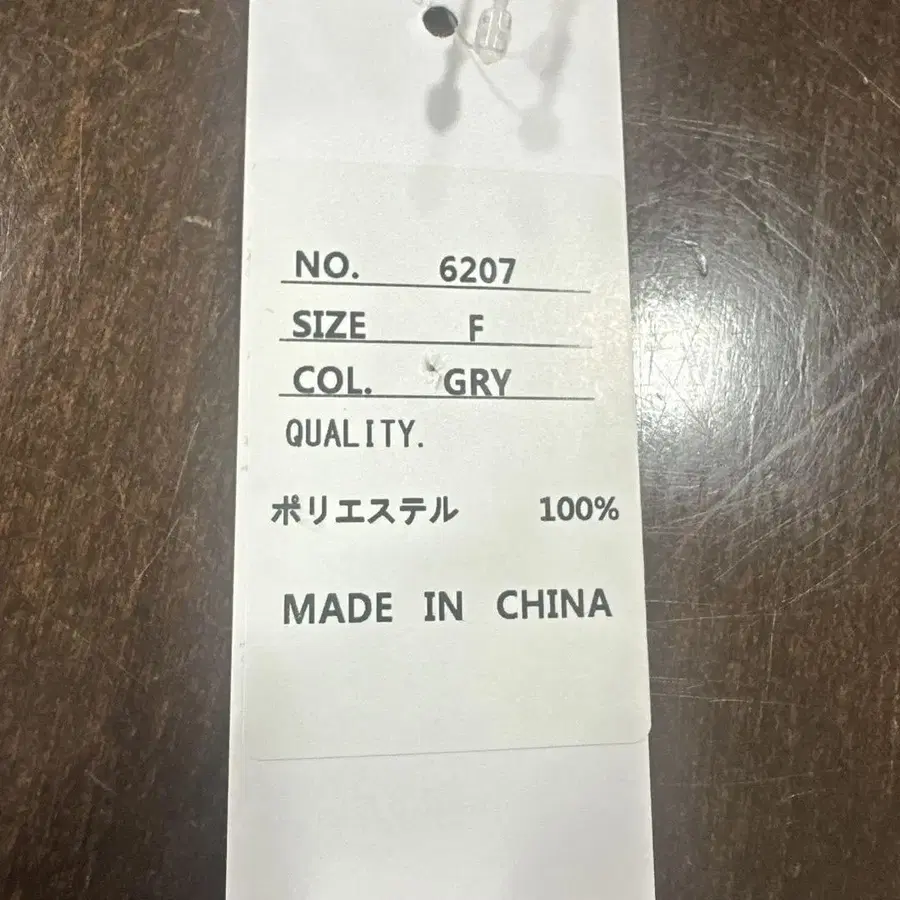 NO. 6207
SIZE F
COL. GRY
QUALITY.
ポリエステル 100%
MADE IN CHINA